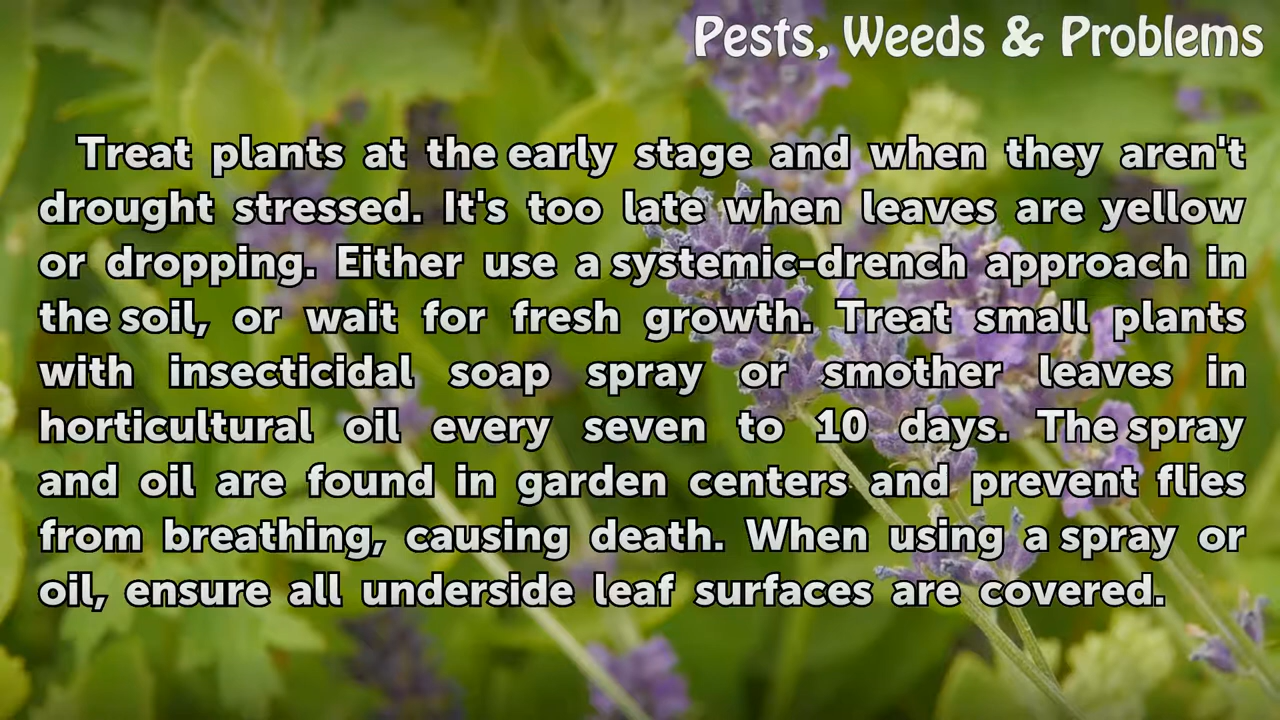 Pests, Weeds & Problems
Treat plants at the early stage and when they aren't
drought stressed. It's too late when leaves are yellow
or dropping. Either use a systemic-drench approach in
the soil, or wait for fresh growth. Treat small plants
with insecticidal soap spray or smother leaves in
horticultural oil every seven to 10 days. The spray
and oil are found in garden centers and prevent flies
from breathing, causing death. When using a spray or
oil, ensure all underside leaf surfaces are covered.